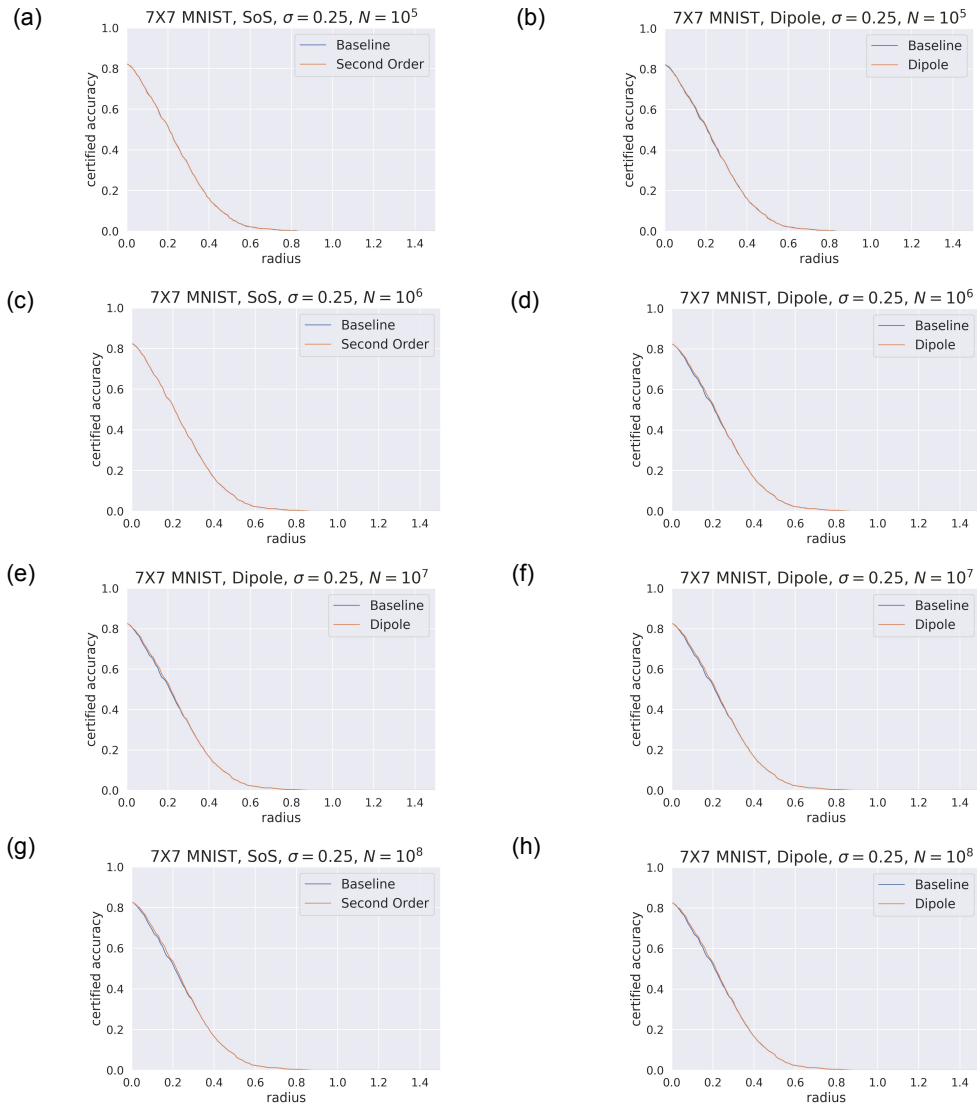 (a)
7X7 MNIST, SoS, σ = 0.25, N = 10⁵
certified accuracy
1.0
0.8
0.6
0.4
0.2
0.0
Baseline
Second Order
0.0 0.2 0.4 0.6 0.8 1.0 1.2 1.4
radius
(b)
7X7 MNIST, Dipole, σ = 0.25, N = 10⁵
certified accuracy
1.0
0.8
0.6
0.4
0.2
0.0
Baseline
Dipole
0.0 0.2 0.4 0.6 0.8 1.0 1.2 1.4
radius
(c)
7X7 MNIST, SoS, σ = 0.25, N = 10⁶
certified accuracy
1.0
0.8
0.6
0.4
0.2
0.0
Baseline
Second Order
0.0 0.2 0.4 0.6 0.8 1.0 1.2 1.4
radius
(d)
7X7 MNIST, Dipole, σ = 0.25, N = 10⁶
certified accuracy
1.0
0.8
0.6
0.4
0.2
0.0
Baseline
Dipole
0.0 0.2 0.4 0.6 0.8 1.0 1.2 1.4
radius
(e)
7X7 MNIST, Dipole, σ = 0.25, N = 10⁷
certified accuracy
1.0
0.8
0.6
0.4
0.2
0.0
Baseline
Dipole
0.0 0.2 0.4 0.6 0.8 1.0 1.2 1.4
radius
(f)
7X7 MNIST, Dipole, σ = 0.25, N = 10⁷
certified accuracy
1.0
0.8
0.6
0.4
0.2
0.0
Baseline
Dipole
0.0 0.2 0.4 0.6 0.8 1.0 1.2 1.4
radius
(g)
7X7 MNIST, SoS, σ = 0.25, N = 10⁸
certified accuracy
1.0
0.8
0.6
0.4
0.2
0.0
Baseline
Second Order
0.0 0.2 0.4 0.6 0.8 1.0 1.2 1.4
radius
(h)
7X7 MNIST, Dipole, σ = 0.25, N = 10⁸
certified accuracy
1.0
0.8
0.6
0.4
0.2
0.0
Baseline
Dipole
0.0 0.2 0.4 0.6 0.8 1.0 1.2 1.4
radius